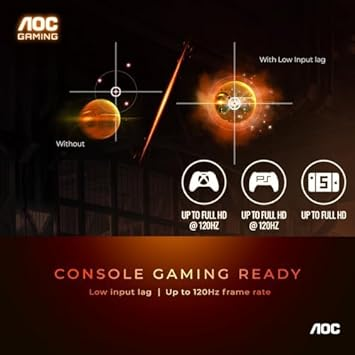 AOC
GAMING
With Low Input lag
Without
UP TO FULL HD
@ 120HZ
UP TO FULL HD
@ 120HZ
UP TO FULL HD
CONSOLE GAMING READY
Low input lag | Up to 120Hz frame rate
AOC